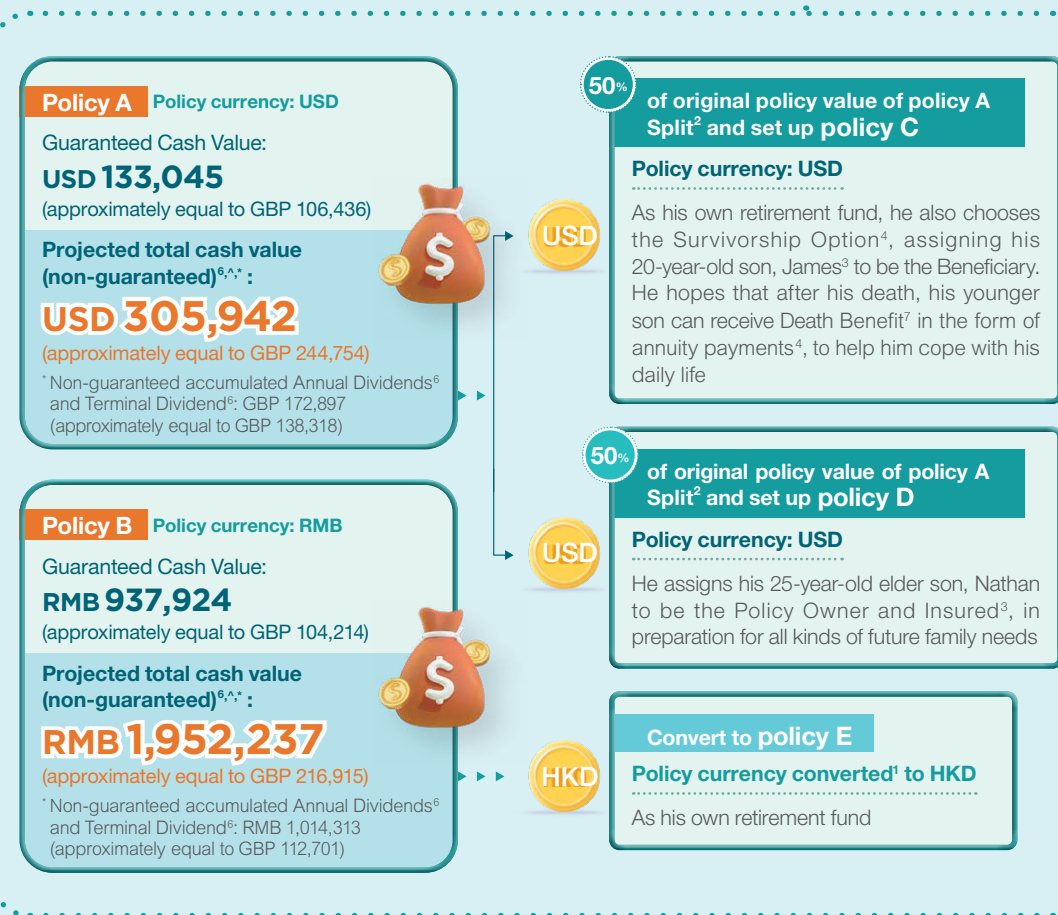 Policy A Policy currency: USD
Guaranteed Cash Value:
USD 133,045
(approximately equal to GBP 106,436)
Projected total cash value
(non-guaranteed)6,^,* :
USD 305,942
(approximately equal to GBP 244,754)
* Non-guaranteed accumulated Annual Dividends6
and Terminal Dividend6: GBP 172,897
(approximately equal to GBP 138,318)
$
Policy B Policy currency: RMB
Guaranteed Cash Value:
RMB 937,924
(approximately equal to GBP 104,214)
Projected total cash value
(non-guaranteed)6,^,* :
RMB 1,952,237
(approximately equal to GBP 216,915)
* Non-guaranteed accumulated Annual Dividends6
and Terminal Dividend6: RMB 1,014,313
(approximately equal to GBP 112,701)
$
USD
50%
of original policy value of policy A
Split2 and set up policy C
Policy currency: USD
As his own retirement fund, he also chooses
the Survivorship Option4, assigning his
20-year-old son, James3 to be the Beneficiary.
He hopes that after his death, his younger
son can receive Death Benefit7 in the form of
annuity payments4, to help him cope with his
daily life
USD
50%
of original policy value of policy A
Split2 and set up policy D
Policy currency: USD
He assigns his 25-year-old elder son, Nathan
to be the Policy Owner and Insured3, in
preparation for all kinds of future family needs
HKD
Convert to policy E
Policy currency converted1 to HKD
As his own retirement fund